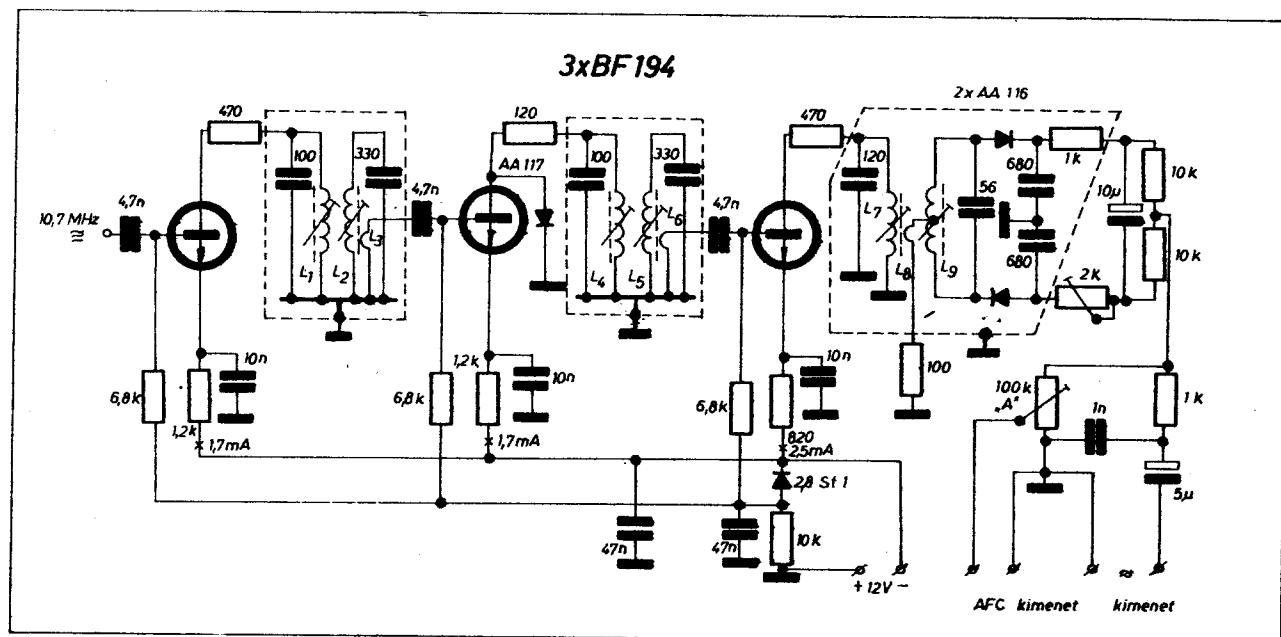 3xBF194
2x AA 116
470
100
330
120
AA 117
100
330
470
120
56
680
680
1k
10µ
10k
10k
2k
4,7n
10,7 MHz
≈
4,7n
4,7n
L1
L2
L3
L4
L5
L6
L7
L8
L9
6,8k
1,2k
10n
1,7mA
6,8k
1,2k
10n
1,7mA
6,8k
10n
820
2,5mA
100
100k
"A"
1n
1k
5µ
2,8 St 1
47n
47n
10k
+ 12V -
AFC kimenet
≈ kimenet